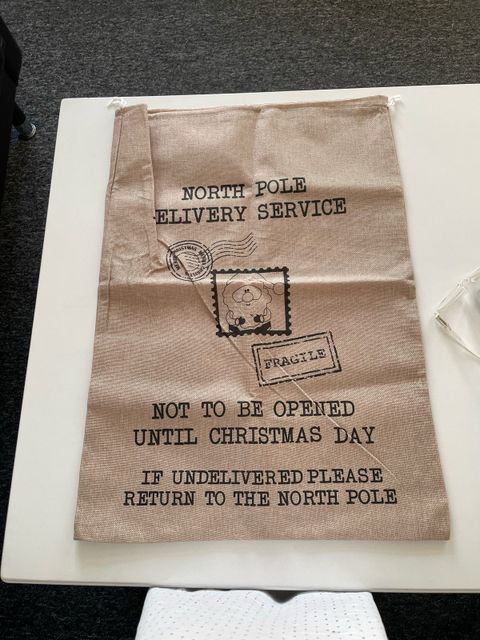 NORTH POLE
ELIVERY SERVICE
FRAGILE
NOT TO BE OPENED
UNTIL CHRISTMAS DAY
IF UNDELIVERED PLEASE
RETURN TO THE NORTH POLE